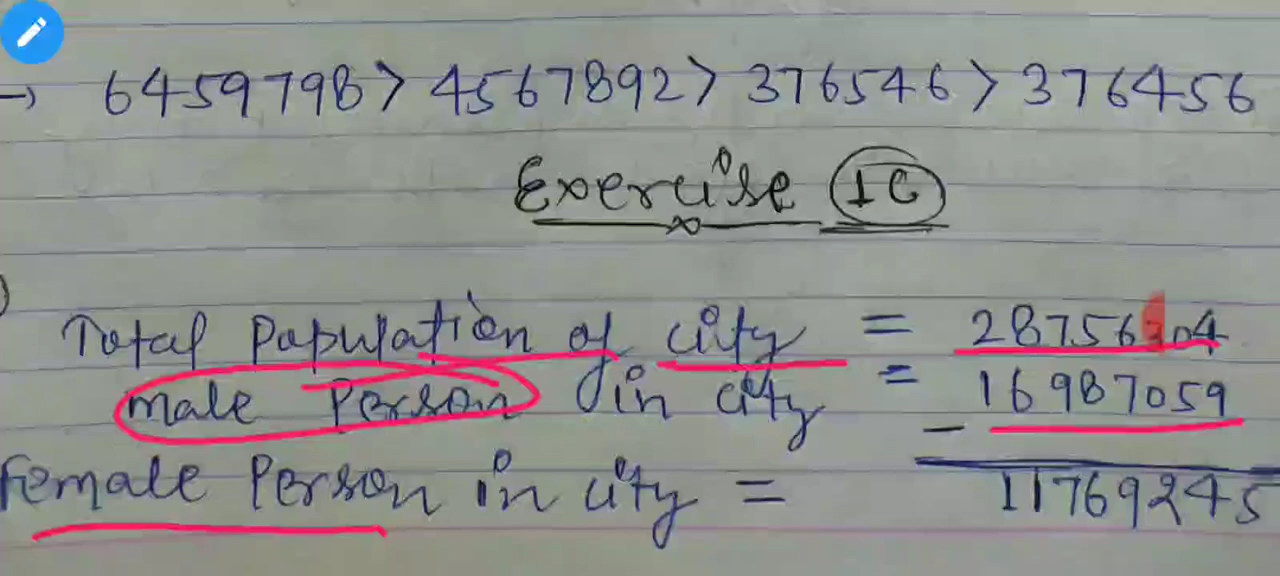 → 6459798 > 4567892 > 376546 > 376456
Exercise 1C
Total Population of city = 28756304
male Person in city = 16987059
−
Female Person in city = 11769245